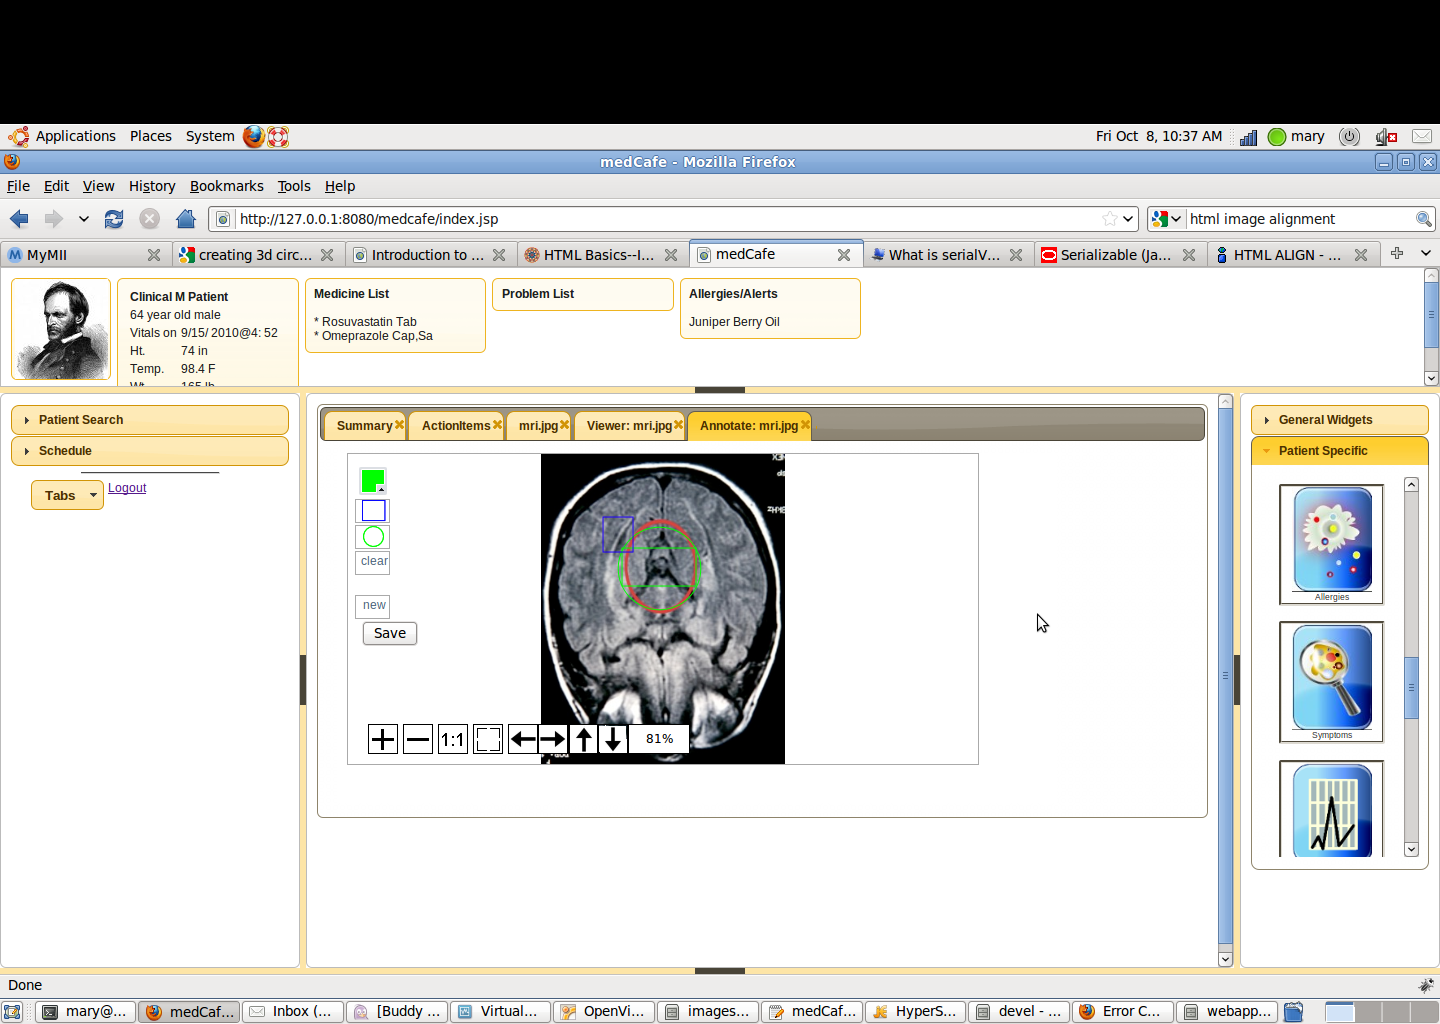 Applications Places System
Fri Oct 8, 10:37 AM mary
medCafe - Mozilla Firefox
File Edit View History Bookmarks Tools Help
http://127.0.0.1:8080/medcafe/index.jsp
html image alignment
MyMII
creating 3d circ...
Introduction to ...
HTML Basics--I...
medCafe
What is serialV...
Serializable (Ja...
HTML ALIGN - ...
Clinical M Patient
64 year old male
Vitals on 9/15/ 2010@4: 52
Ht. 74 in
Temp. 98.4 F
Wt. 165 lb
Medicine List
* Rosuvastatin Tab
* Omeprazole Cap,Sa
Problem List
Allergies/Alerts
Juniper Berry Oil
Patient Search
Schedule
Tabs
Logout
Summary
ActionItems
mri.jpg
Viewer: mri.jpg
Annotate: mri.jpg
clear
new
Save
1:1
81%
General Widgets
Patient Specific
Allergies
Symptoms
Done
mary@...
medCaf...
Inbox (...
[Buddy ...
Virtual...
OpenVi...
images...
medCaf...
HyperS...
devel - ...
Error C...
webapp...